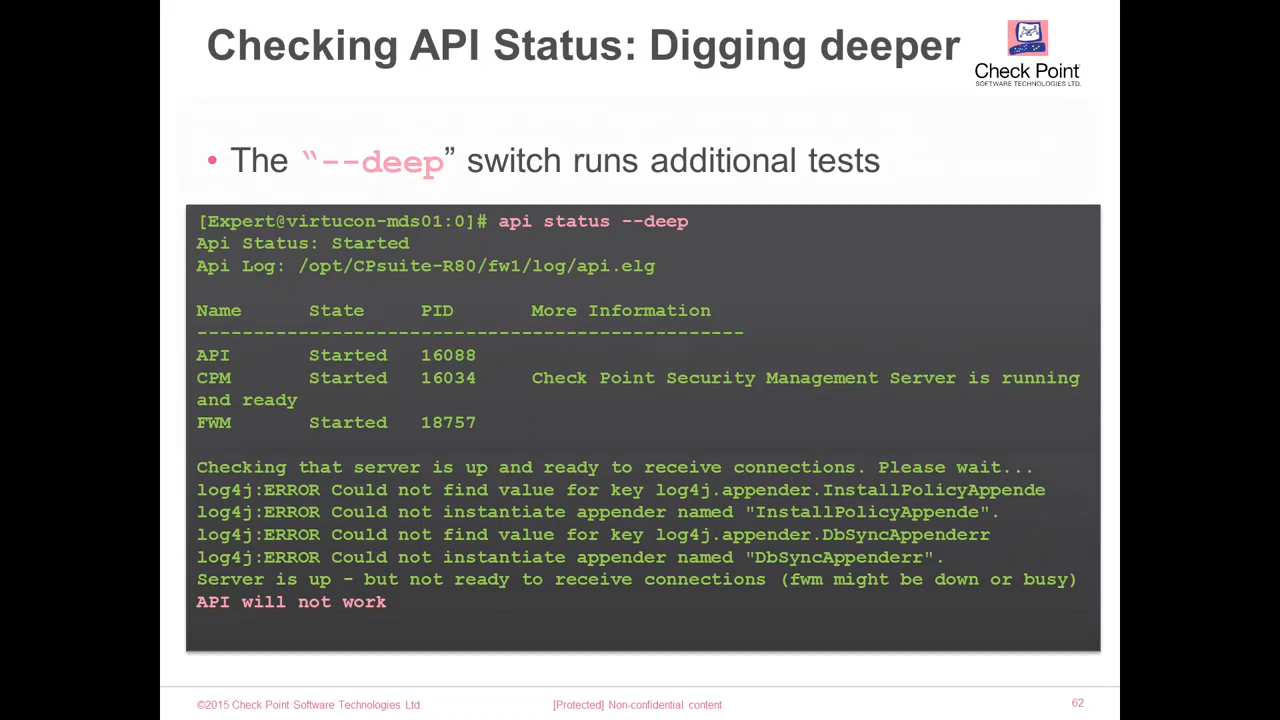 Checking API Status: Digging deeper
Check Point
SOFTWARE TECHNOLOGIES LTD.
• The “--deep” switch runs additional tests
[Expert@virtucon-mds01:0]# api status --deep
Api Status: Started
Api Log: /opt/CPsuite-R80/fw1/log/api.elg
Name State PID More Information
-------------------------------------------------
API Started 16088
CPM Started 16034 Check Point Security Management Server is running
and ready
FWM Started 18757
Checking that server is up and ready to receive connections. Please wait...
log4j:ERROR Could not find value for key log4j.appender.InstallPolicyAppende
log4j:ERROR Could not instantiate appender named "InstallPolicyAppende".
log4j:ERROR Could not find value for key log4j.appender.DbSyncAppenderr
log4j:ERROR Could not instantiate appender named "DbSyncAppenderr".
Server is up - but not ready to receive connections (fwm might be down or busy)
API will not work
©2015 Check Point Software Technologies Ltd.
[Protected] Non-confidential content
62